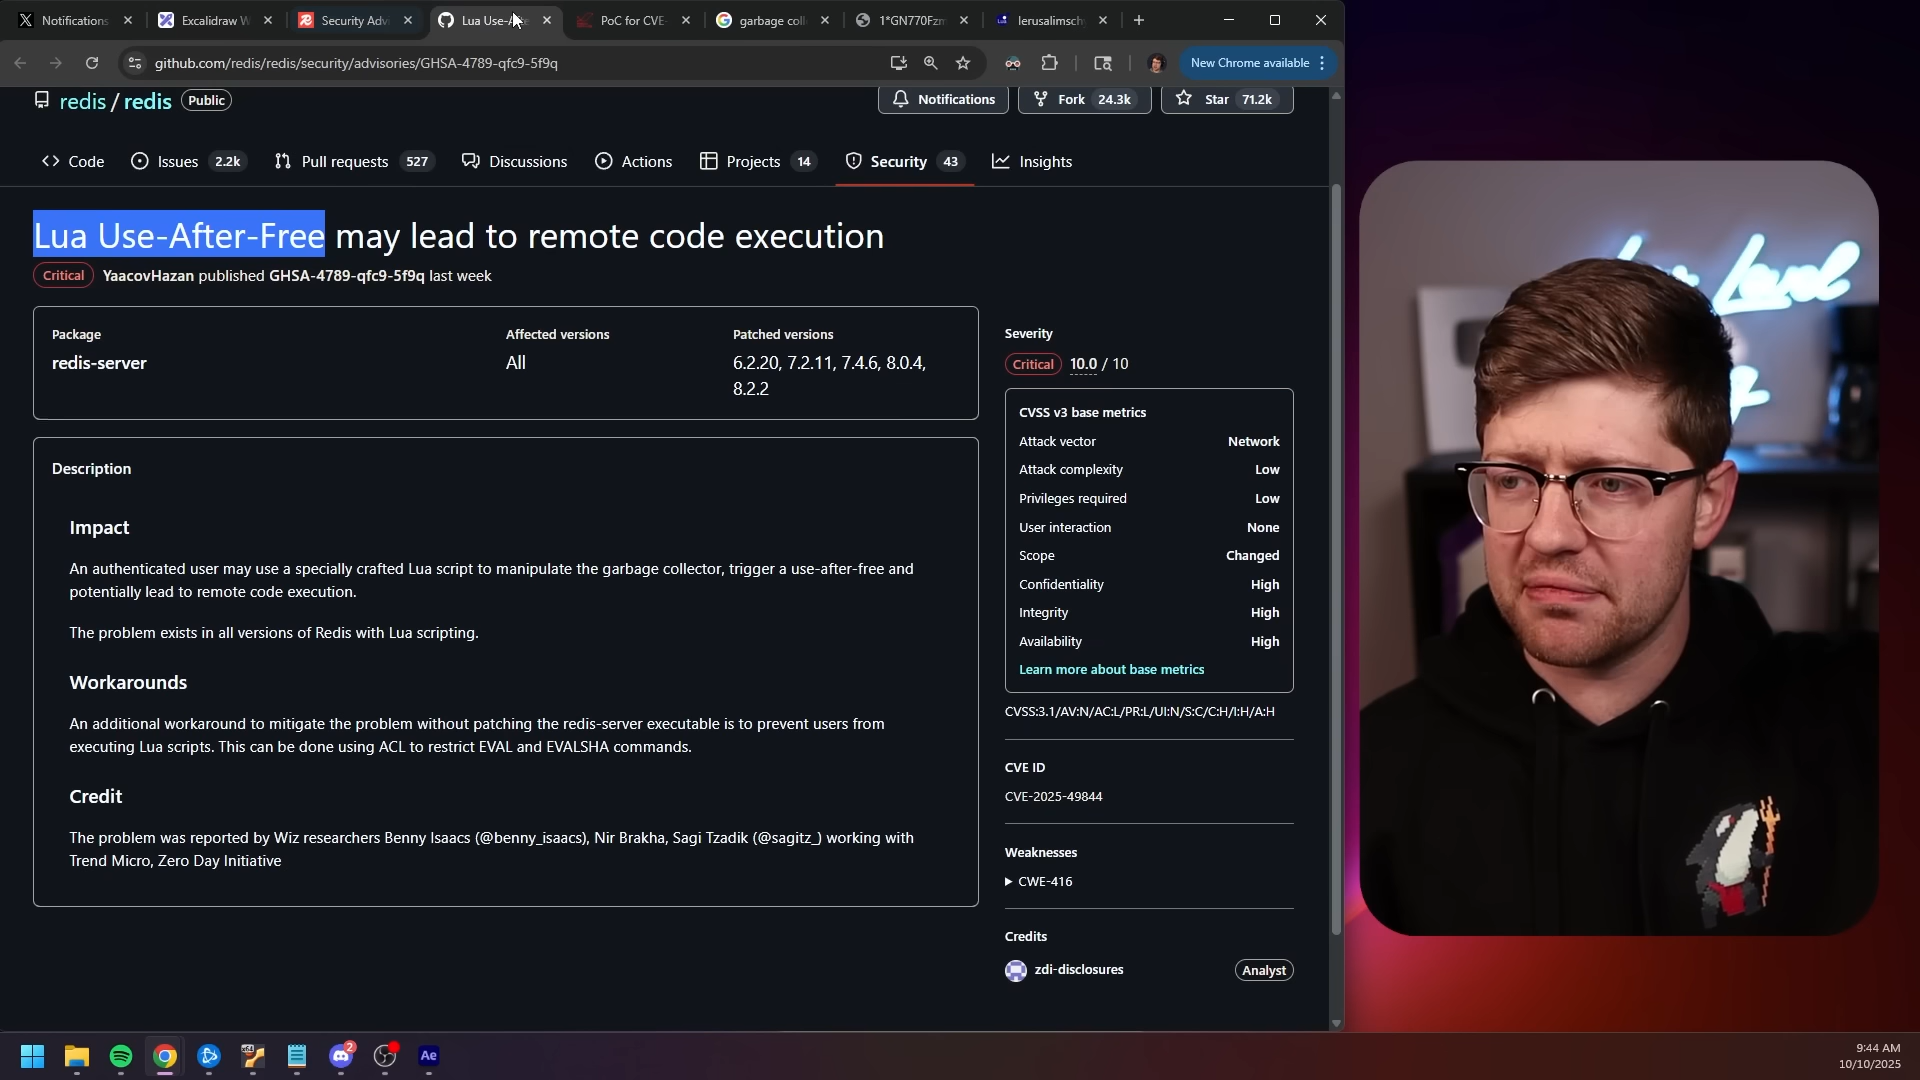 Notifications
Excalidraw W
Security Adv
Lua Use-A
PoC for CVE-
garbage coll
1*GN770Fzm
lerusalimsch
github.com/redis/redis/security/advisories/GHSA-4789-qfc9-5f9q
New Chrome available
redis / redis Public
Notifications
Fork 24.3k
Star 71.2k
Code
Issues 2.2k
Pull requests 527
Discussions
Actions
Projects 14
Security 43
Insights
Lua Use-After-Free may lead to remote code execution
Critical YaacovHazan published GHSA-4789-qfc9-5f9q last week
Package
redis-server
Affected versions
All
Patched versions
6.2.20, 7.2.11, 7.4.6, 8.0.4,
8.2.2
Description
Impact
An authenticated user may use a specially crafted Lua script to manipulate the garbage collector, trigger a use-after-free and
potentially lead to remote code execution.
The problem exists in all versions of Redis with Lua scripting.
Workarounds
An additional workaround to mitigate the problem without patching the redis-server executable is to prevent users from
executing Lua scripts. This can be done using ACL to restrict EVAL and EVALSHA commands.
Credit
The problem was reported by Wiz researchers Benny Isaacs (@benny_isaacs), Nir Brakha, Sagi Tzadik (@sagitz_) working with
Trend Micro, Zero Day Initiative
Severity
Critical 10.0 / 10
CVSS v3 base metrics
Attack vector Network
Attack complexity Low
Privileges required Low
User interaction None
Scope Changed
Confidentiality High
Integrity High
Availability High
Learn more about base metrics
CVSS:3.1/AV:N/AC:L/PR:L/UI:N/S:C/C:H/I:H/A:H
CVE ID
CVE-2025-49844
Weaknesses
CWE-416
Credits
zdi-disclosures Analyst
Level
2
Ae
9:44 AM
10/10/2025